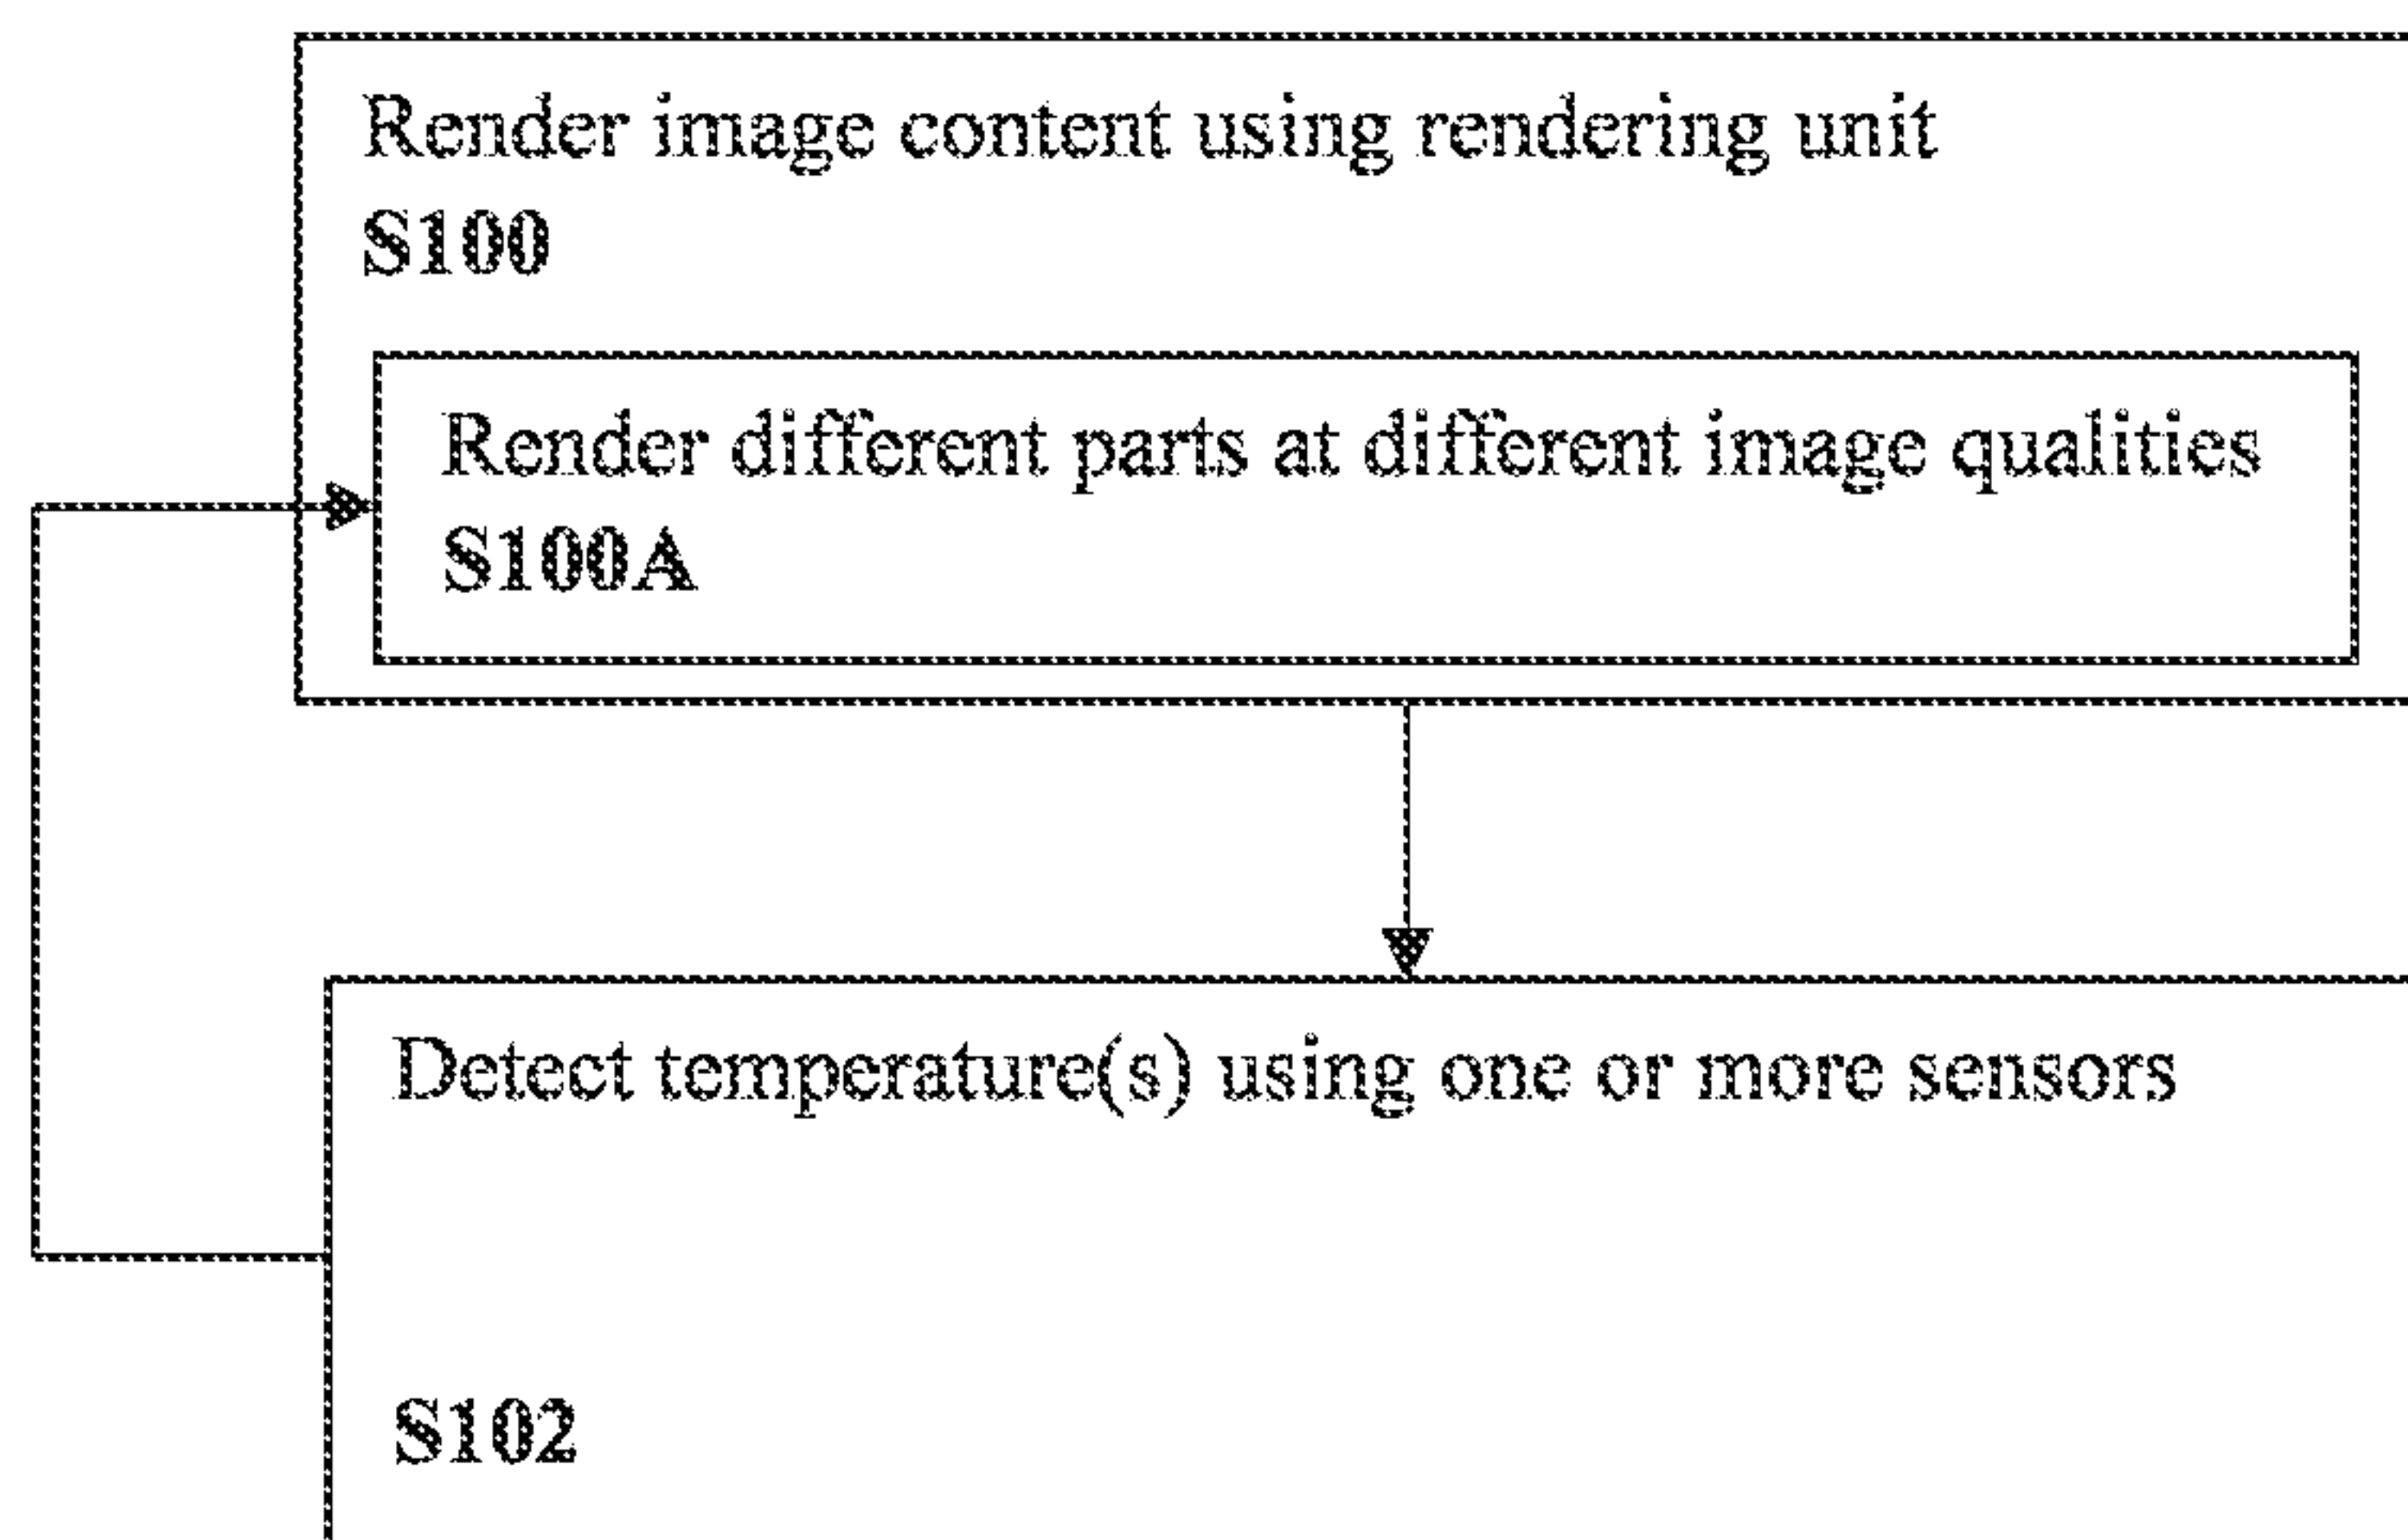 Render image content using rendering unit
S100
Render different parts at different image qualities
S100A
Detect temperature(s) using one or more sensors
S102